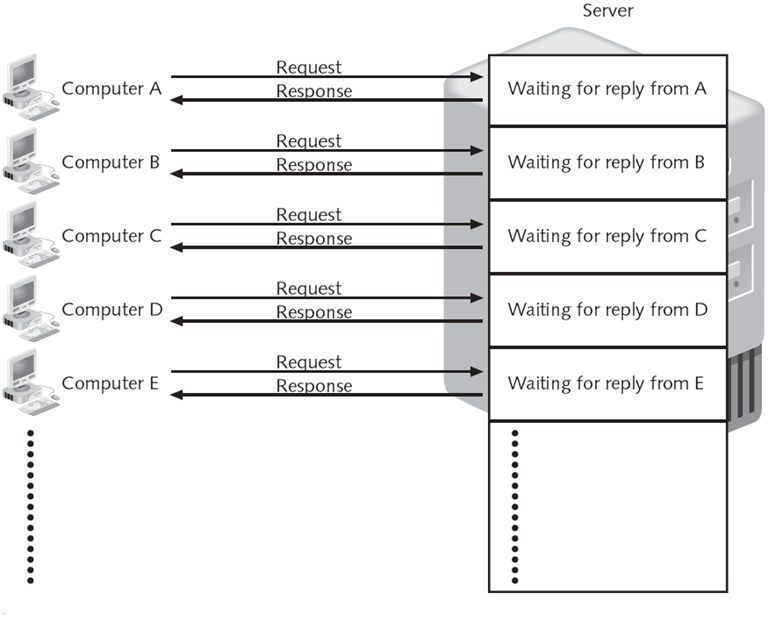 Server
Request
Computer A
Response
Waiting for reply from A
Request
Computer B
Response
Waiting for reply from B
Request
Computer C
Response
Waiting for reply from C
Request
Computer D
Response
Waiting for reply from D
Request
Computer E
Response
Waiting for reply from E